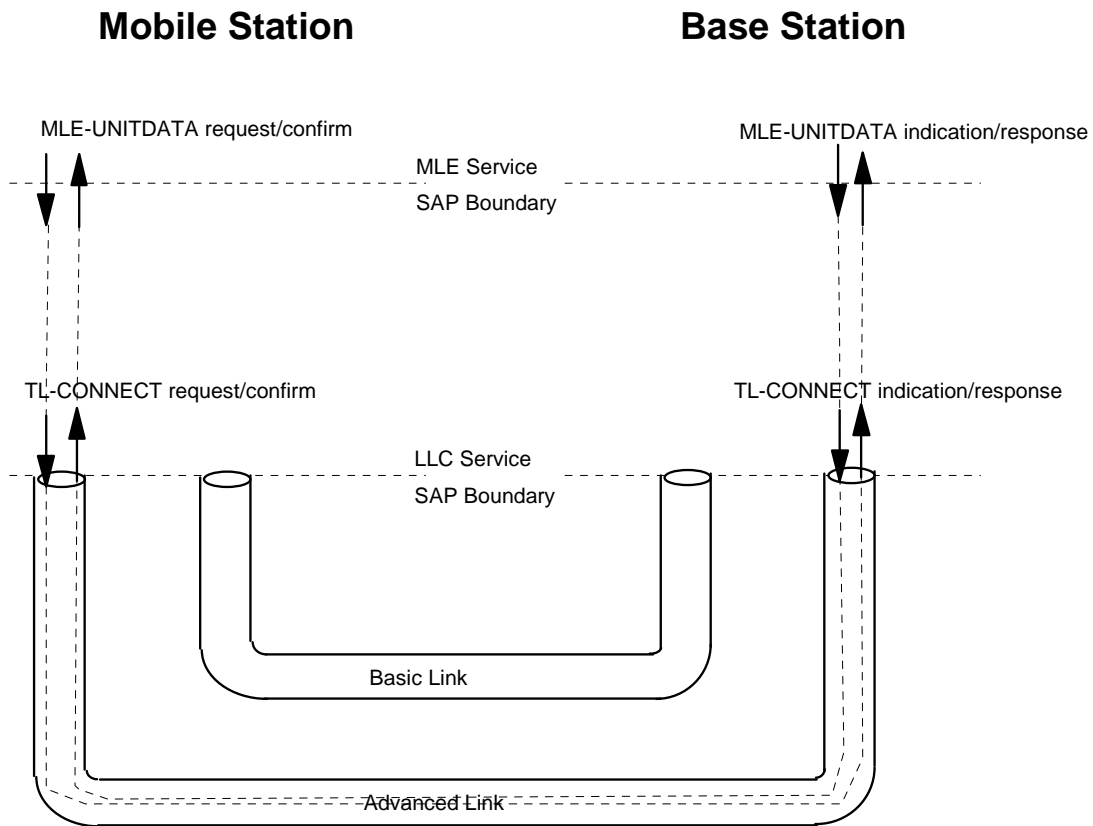 Mobile Station
Base Station
MLE-UNITDATA request/confirm
MLE-UNITDATA indication/response
MLE Service
SAP Boundary
TL-CONNECT request/confirm
TL-CONNECT indication/response
LLC Service
SAP Boundary
Basic Link
Advanced Link